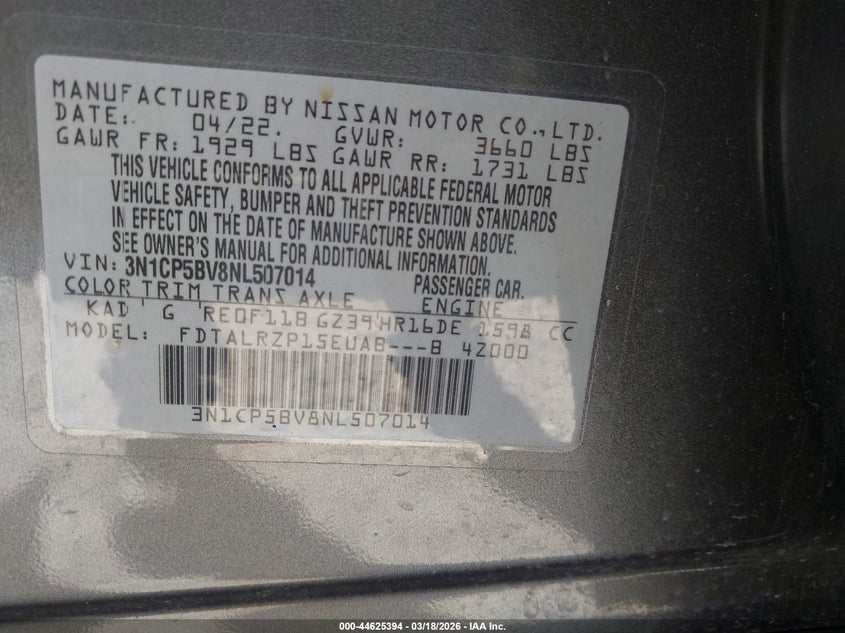 MANUFACTURED BY NISSAN MOTOR CO.,LTD.
DATE: 04/22. GVWR: 3660 LBS
GAWR FR: 1929 LBS GAWR RR: 1731 LBS
THIS VEHICLE CONFORMS TO ALL APPLICABLE FEDERAL MOTOR
VEHICLE SAFETY, BUMPER AND THEFT PREVENTION STANDARDS
IN EFFECT ON THE DATE OF MANUFACTURE SHOWN ABOVE.
SEE OWNER'S MANUAL FOR ADDITIONAL INFORMATION.
VIN: 3N1CP5BV8NL507014 PASSENGER CAR.
COLOR TRIM TRANS AXLE ENGINE
KAD G RE0F11B GZ39 HR16DE 1598 CC
MODEL: FDTALRZP15EUAB---B 42000
3N1CP5BV8NL507014
000-44625394 - 03/18/2026 - IAA Inc.